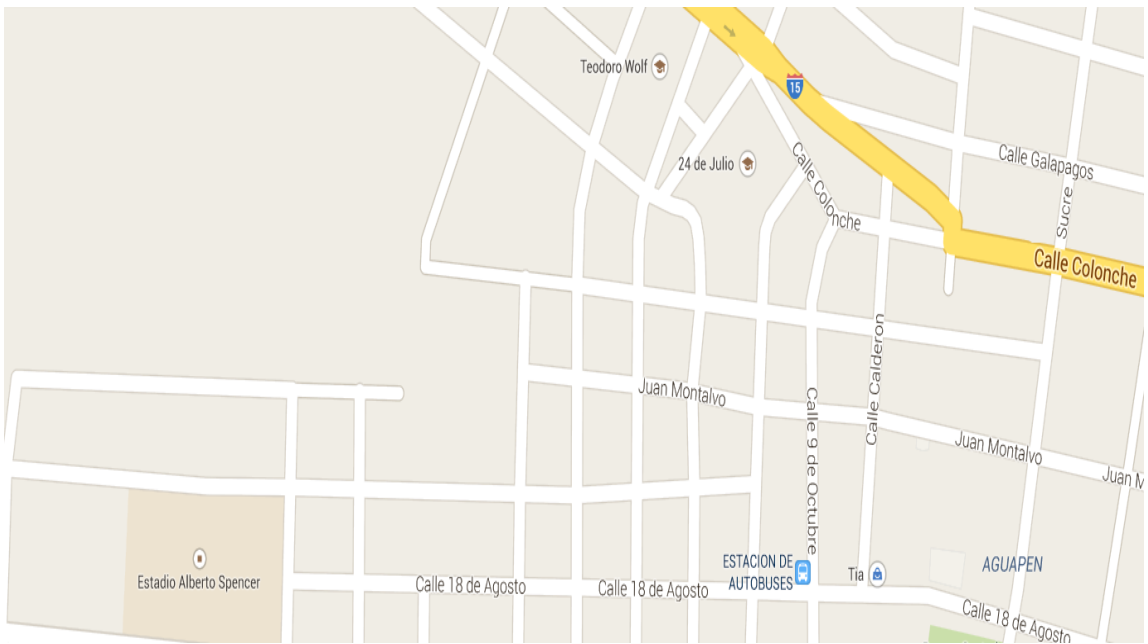 Teodoro Wolf
15
24 de Julio
Calle Colonche
Calle Galapagos
Sucre
Calle Colonche
Calle Calderon
Juan Montalvo
Calle 9 de Octubre
Juan Montalvo
Juan M
ESTACION DE
AUTOBUSES
Tia
AGUAPEN
Estadio Alberto Spencer
Calle 18 de Agosto
Calle 18 de Agosto
Calle 18 de Agosto